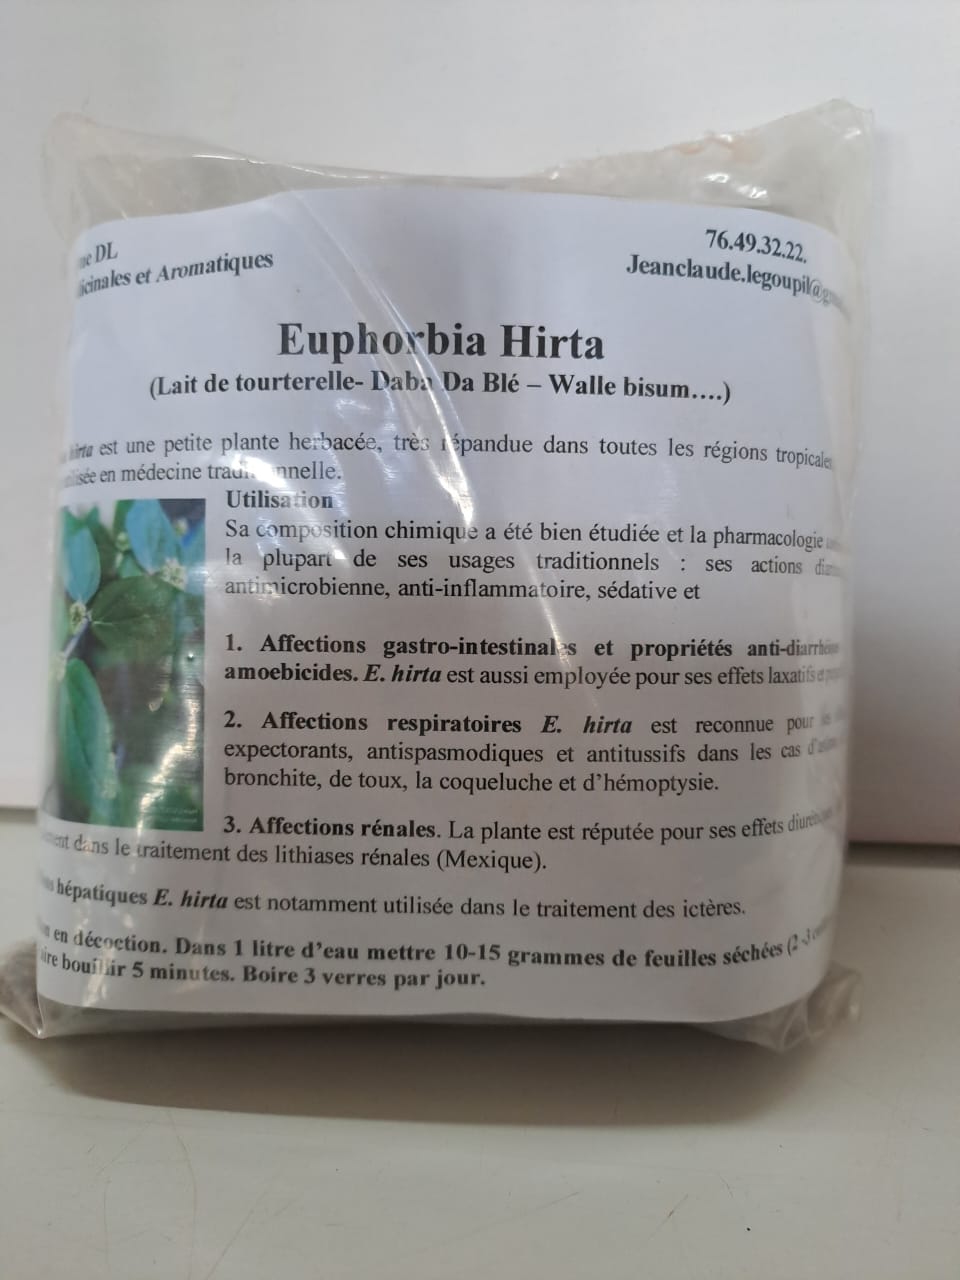 DL
76.49.32.22.
et Aromatiques
Euphorbia Hirta
(Lait de tourterelle- Daba Da Blé – Walle bisum....)
est une petite plante herbacée, très répandue dans toutes les régions tropicales
en médecine traditionnelle.
Utilisation
Sa composition chimique a été bien étudiée et la pharmacologie
la plupart de ses usages traditionnels : ses actions
antimicrobienne, anti-inflammatoire, sédative et
1. Affections gastro-intestinales et propriétés
amoebicides. E. hirta est aussi employée pour ses effets laxatifs
2. Affections respiratoires E. hirta est reconnue pour
expectorants, antispasmodiques et antitussifs dans les cas
bronchite, de toux, la coqueluche et d’hémoptysie.
3. Affections rénales. La plante est réputée pour ses effets
dans le traitement des lithiases rénales (Mexique).
hépatiques E. hirta est notamment utilisée dans le traitement des ictères.
en décoction. Dans 1 litre d’eau mettre 10-15 grammes de feuilles séchées
bouillir 5 minutes. Boire 3 verres par jour.